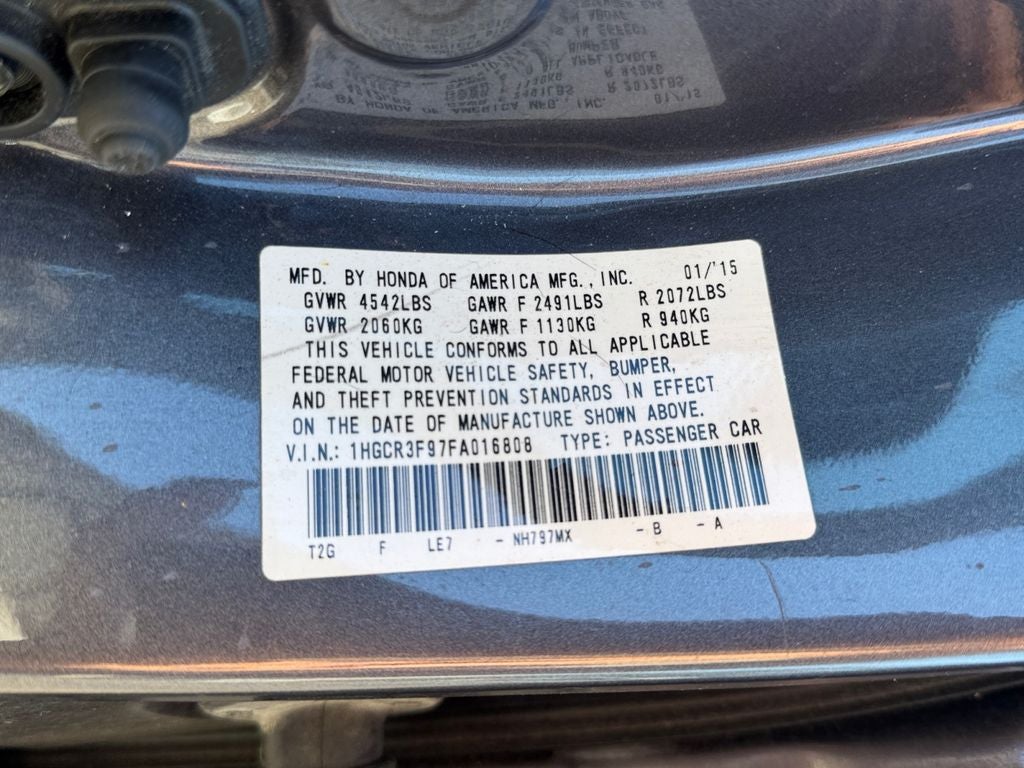 MFD. BY HONDA OF AMERICA MFG., INC. 01/'15
GVWR 4542LBS GAWR F 2491LBS R 2072LBS
GVWR 2060KG GAWR F 1130KG R 940KG
THIS VEHICLE CONFORMS TO ALL APPLICABLE
FEDERAL MOTOR VEHICLE SAFETY, BUMPER,
AND THEFT PREVENTION STANDARDS IN EFFECT
ON THE DATE OF MANUFACTURE SHOWN ABOVE.
V.I.N.: 1HGCR3F97FA016808 TYPE: PASSENGER CAR
T2G F LE7 - NH797MX - B - A